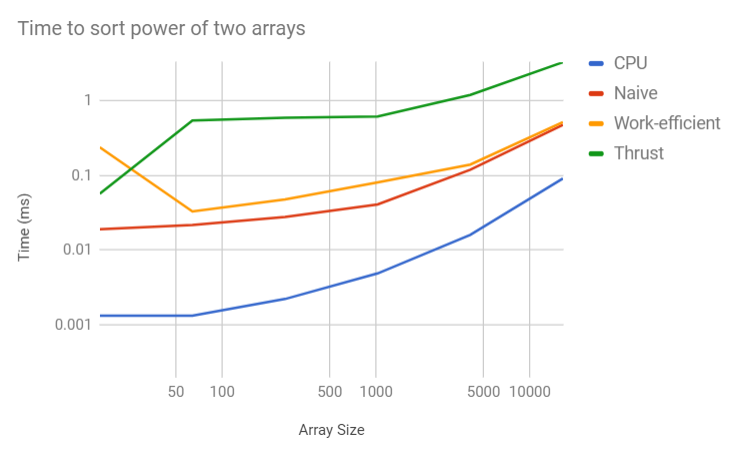 Time to sort power of two arrays
CPU
Naive
Work-efficient
Thrust
Time (ms)
1
0.1
0.01
0.001
50 100 500 1000 5000 10000
Array Size